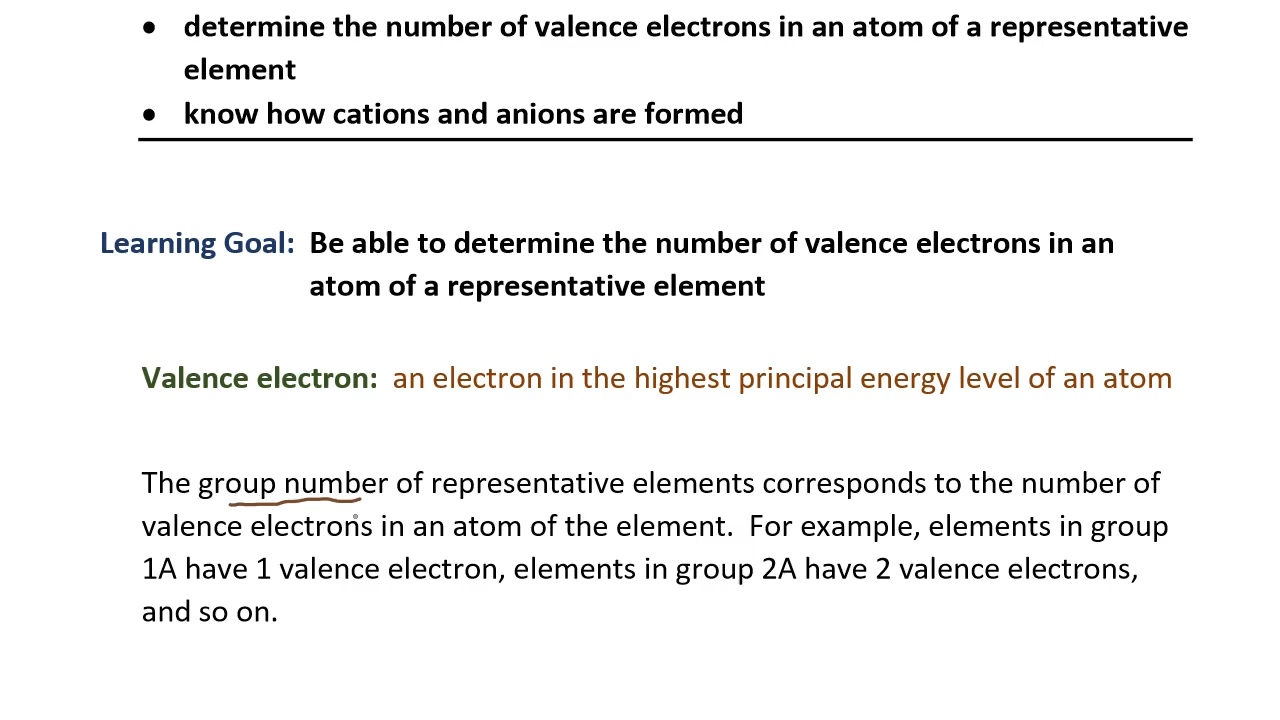 • determine the number of valence electrons in an atom of a representative
element
• know how cations and anions are formed
Learning Goal: Be able to determine the number of valence electrons in an
atom of a representative element
Valence electron: an electron in the highest principal energy level of an atom
The group number of representative elements corresponds to the number of
valence electrons in an atom of the element. For example, elements in group
1A have 1 valence electron, elements in group 2A have 2 valence electrons,
and so on.